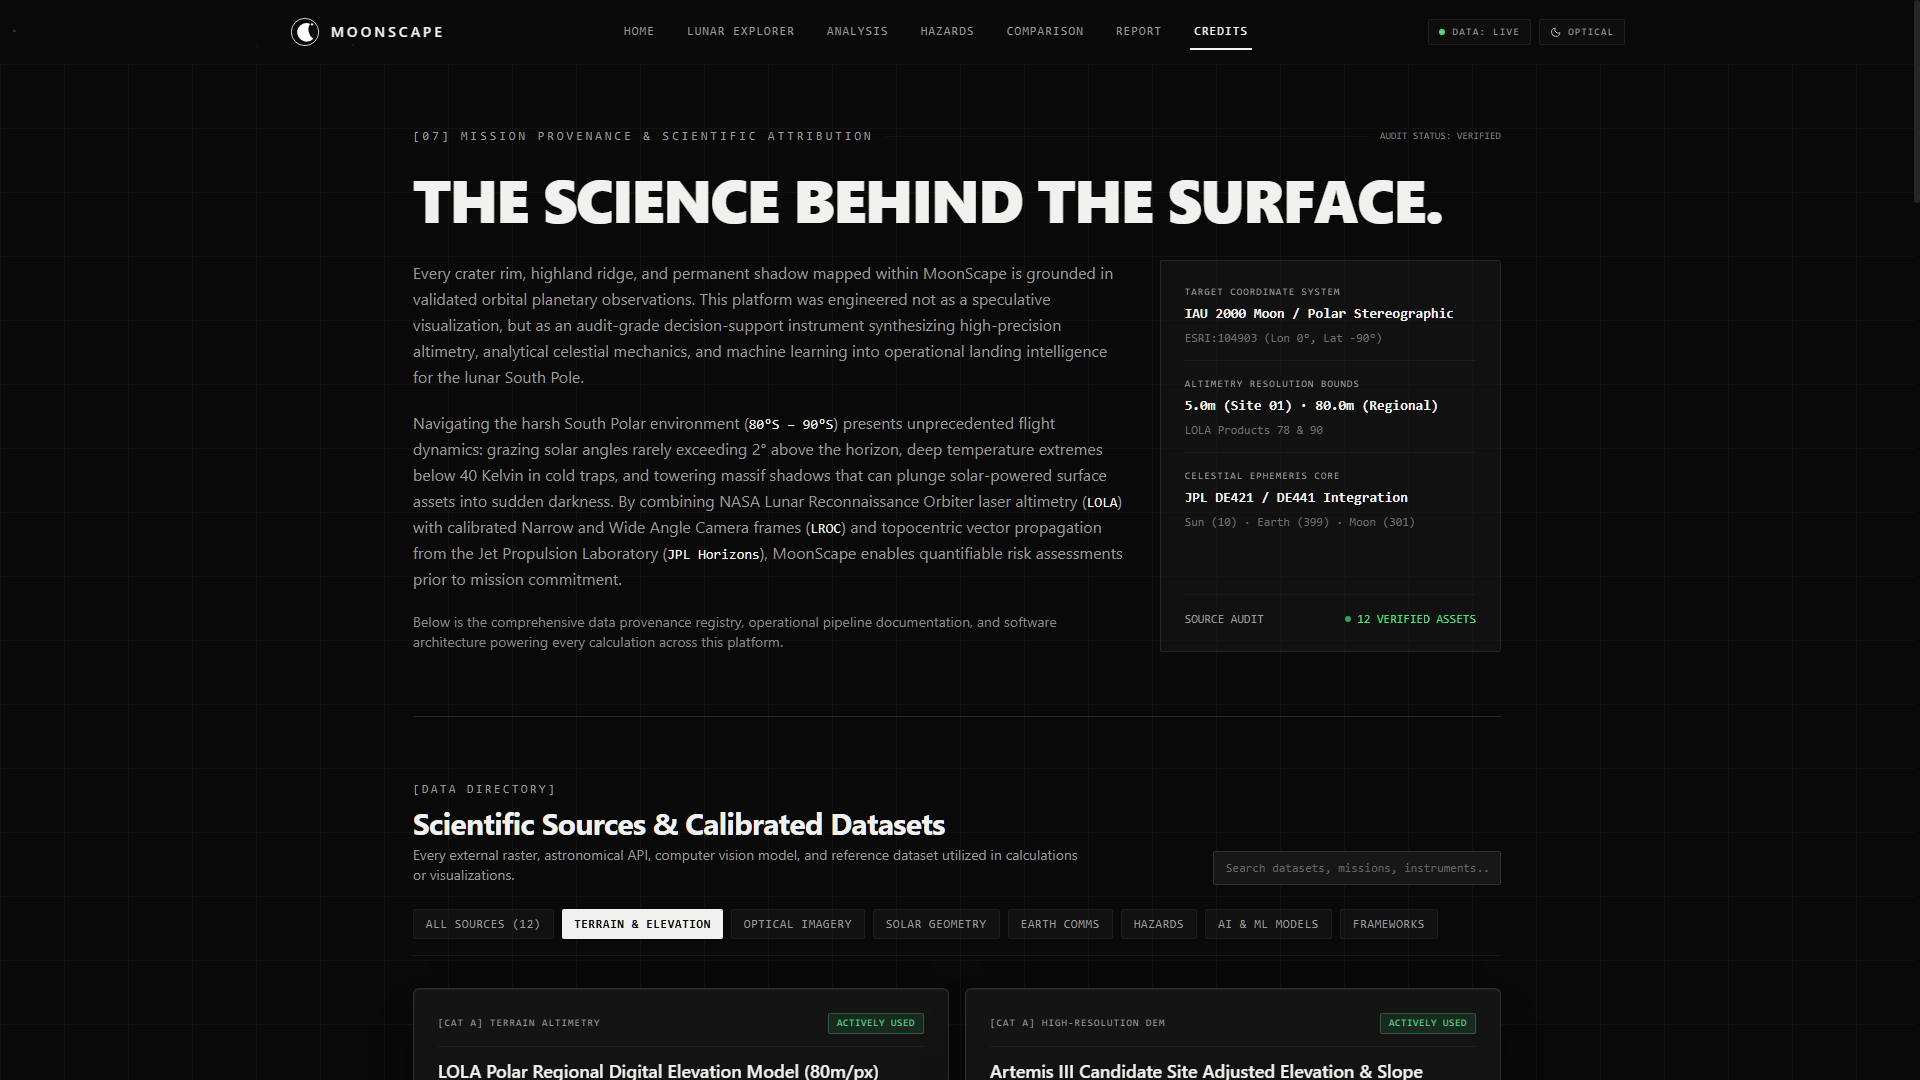 MOONSCAPE
HOME
LUNAR EXPLORER
ANALYSIS
HAZARDS
COMPARISON
REPORT
CREDITS
DATA: LIVE
OPTICAL
[07] MISSION PROVENANCE & SCIENTIFIC ATTRIBUTION
AUDIT STATUS: VERIFIED
THE SCIENCE BEHIND THE SURFACE.
Every crater rim, highland ridge, and permanent shadow mapped within MoonScape is grounded in
validated orbital planetary observations. This platform was engineered not as a speculative
visualization, but as an audit-grade decision-support instrument synthesizing high-precision
altimetry, analytical celestial mechanics, and machine learning into operational landing intelligence
for the lunar South Pole.
Navigating the harsh South Polar environment (80°S – 90°S) presents unprecedented flight
dynamics: grazing solar angles rarely exceeding 2° above the horizon, deep temperature extremes
below 40 Kelvin in cold traps, and towering massif shadows that can plunge solar-powered surface
assets into sudden darkness. By combining NASA Lunar Reconnaissance Orbiter laser altimetry (LOLA)
with calibrated Narrow and Wide Angle Camera frames (LROC) and topocentric vector propagation
from the Jet Propulsion Laboratory (JPL Horizons), MoonScape enables quantifiable risk assessments
prior to mission commitment.
Below is the comprehensive data provenance registry, operational pipeline documentation, and software
architecture powering every calculation across this platform.
TARGET COORDINATE SYSTEM
IAU 2000 Moon / Polar Stereographic
ESRI:104903 (Lon 0°, Lat -90°)
ALTIMETRY RESOLUTION BOUNDS
5.0m (Site 01) · 80.0m (Regional)
LOLA Products 78 & 90
CELESTIAL EPHEMERIS CORE
JPL DE421 / DE441 Integration
Sun (10) · Earth (399) · Moon (301)
SOURCE AUDIT
12 VERIFIED ASSETS
[DATA DIRECTORY]
Scientific Sources & Calibrated Datasets
Every external raster, astronomical API, computer vision model, and reference dataset utilized in calculations
or visualizations.
Search datasets, missions, instruments..
ALL SOURCES (12)
TERRAIN & ELEVATION
OPTICAL IMAGERY
SOLAR GEOMETRY
EARTH COMMS
HAZARDS
AI & ML MODELS
FRAMEWORKS
[CAT A] TERRAIN ALTIMETRY
ACTIVELY USED
LOLA Polar Regional Digital Elevation Model (80m/px)
[CAT A] HIGH-RESOLUTION DEM
ACTIVELY USED
Artemis III Candidate Site Adjusted Elevation & Slope